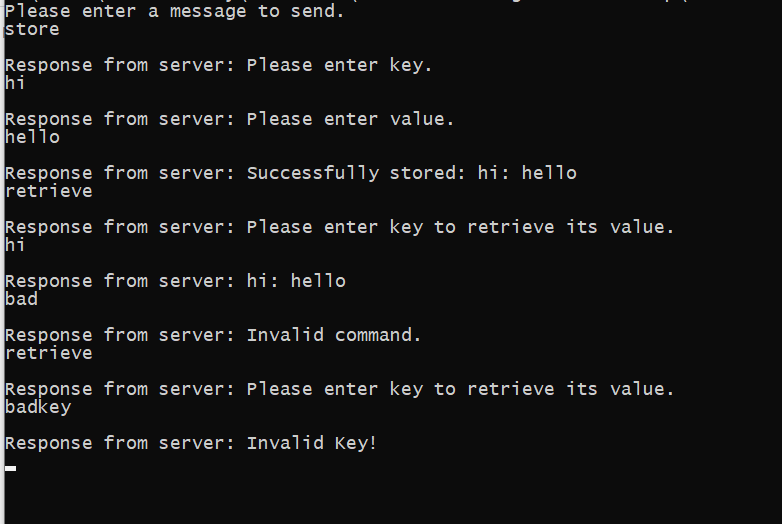 Please enter a message to send.
store
Response from server: Please enter key.
hi
Response from server: Please enter value.
hello
Response from server: Successfully stored: hi: hello
retrieve
Response from server: Please enter key to retrieve its value.
hi
Response from server: hi: hello
bad
Response from server: Invalid command.
retrieve
Response from server: Please enter key to retrieve its value.
badkey
Response from server: Invalid Key!